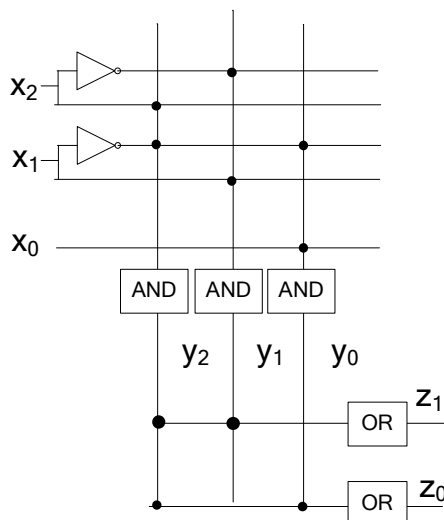 x₂
x₁
x₀
AND AND AND
y₂ y₁ y₀
z₁
OR
z₀
OR